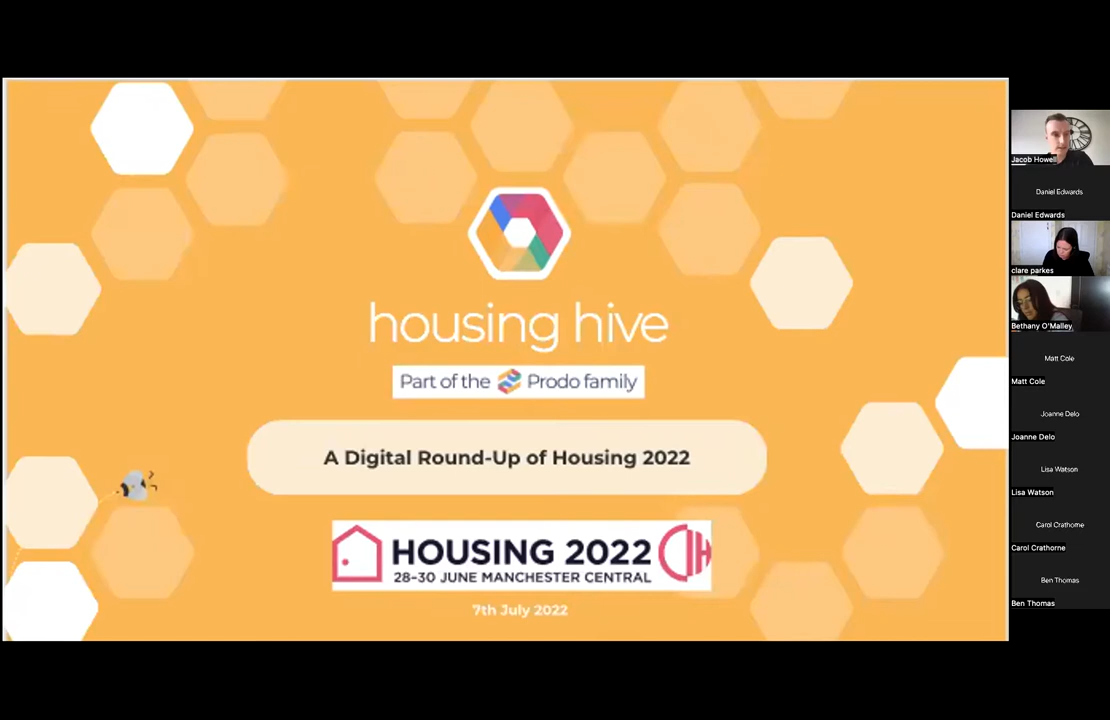 housing hive
Part of the Prodo family
A Digital Round-Up of Housing 2022
HOUSING 2022 CIH
28-30 JUNE MANCHESTER CENTRAL
7th July 2022
Jacob Howell
Daniel Edwards
Daniel Edwards
clare parkes
Bethany O'Malley
Matt Cole
Matt Cole
Joanne Delo
Joanne Delo
Lisa Watson
Lisa Watson
Carol Crathorne
Carol Crathorne
Ben Thomas
Ben Thomas